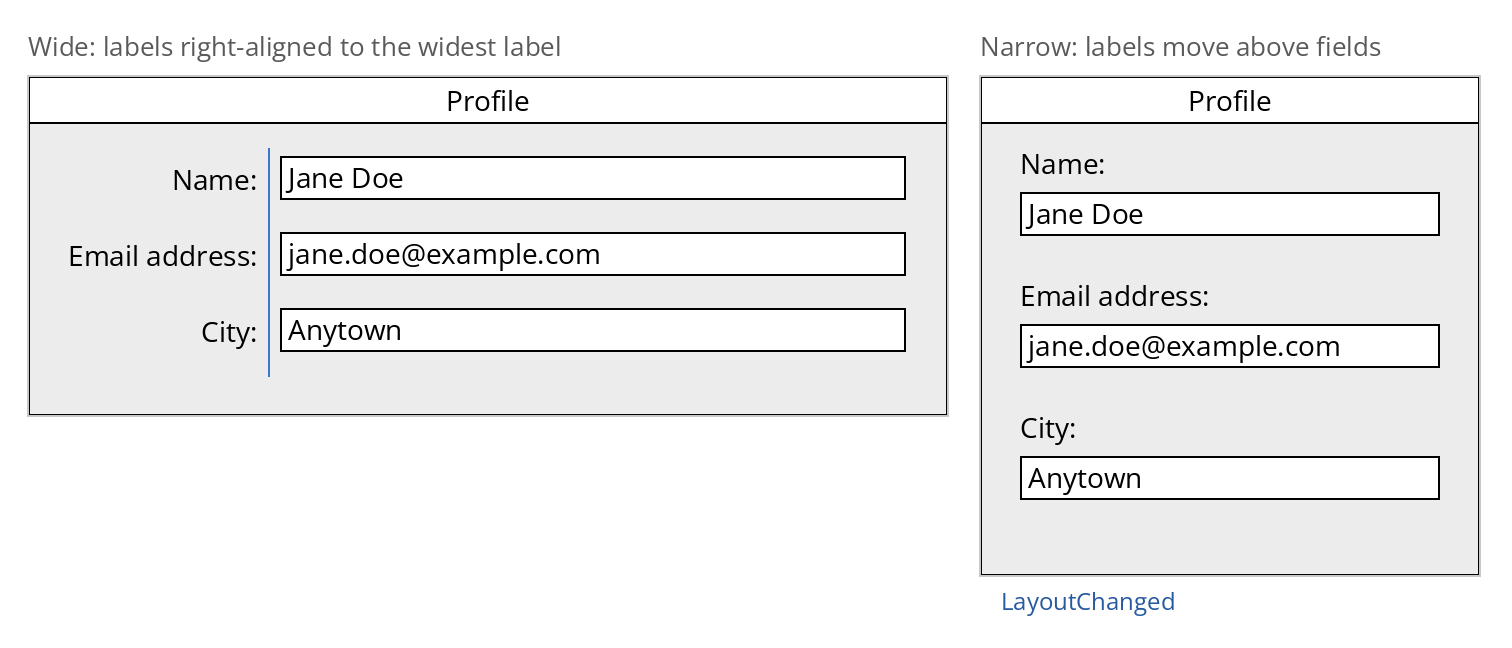 Wide: labels right-aligned to the widest label
Profile
Name:
Jane Doe
Email address:
jane.doe@example.com
City:
Anytown
Narrow: labels move above fields
Profile
Name:
Jane Doe
Email address:
jane.doe@example.com
City:
Anytown
LayoutChanged